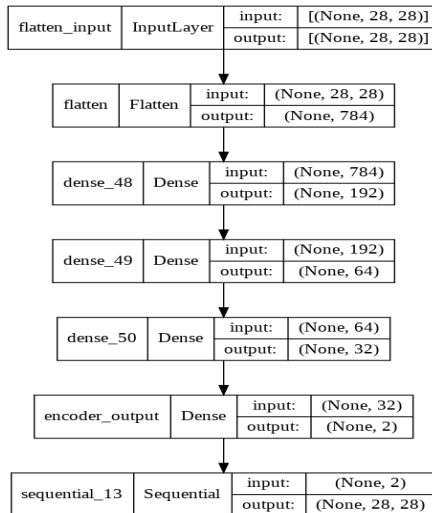 flatten_input InputLayer input: [(None, 28, 28)]
output: [(None, 28, 28)]
flatten Flatten input: (None, 28, 28)
output: (None, 784)
dense_48 Dense input: (None, 784)
output: (None, 192)
dense_49 Dense input: (None, 192)
output: (None, 64)
dense_50 Dense input: (None, 64)
output: (None, 32)
encoder_output Dense input: (None, 32)
output: (None, 2)
sequential_13 Sequential input: (None, 2)
output: (None, 28, 28)